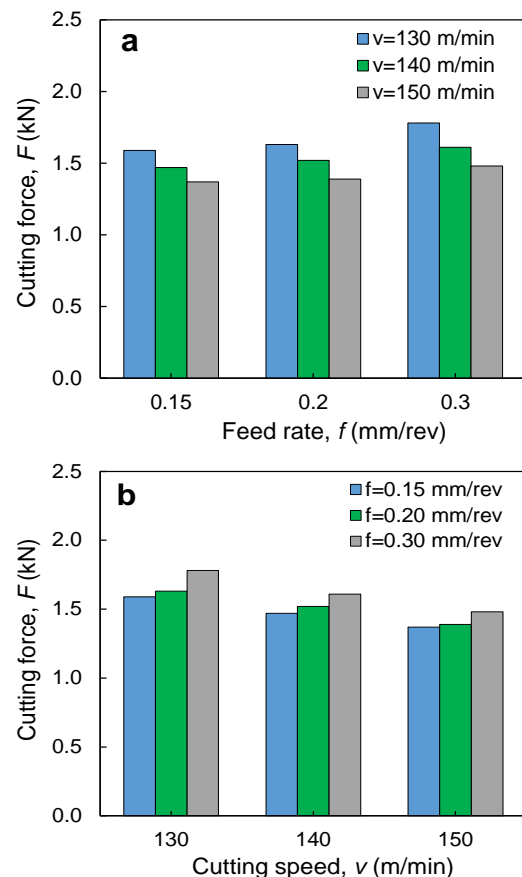 a
v=130 m/min
v=140 m/min
v=150 m/min
2.5
2.0
1.5
1.0
0.5
0.0
Cutting force, F (kN)
0.15 0.2 0.3
Feed rate, f (mm/rev)
b
f=0.15 mm/rev
f=0.20 mm/rev
f=0.30 mm/rev
2.5
2.0
1.5
1.0
0.5
0.0
Cutting force, F (kN)
130 140 150
Cutting speed, v (m/min)